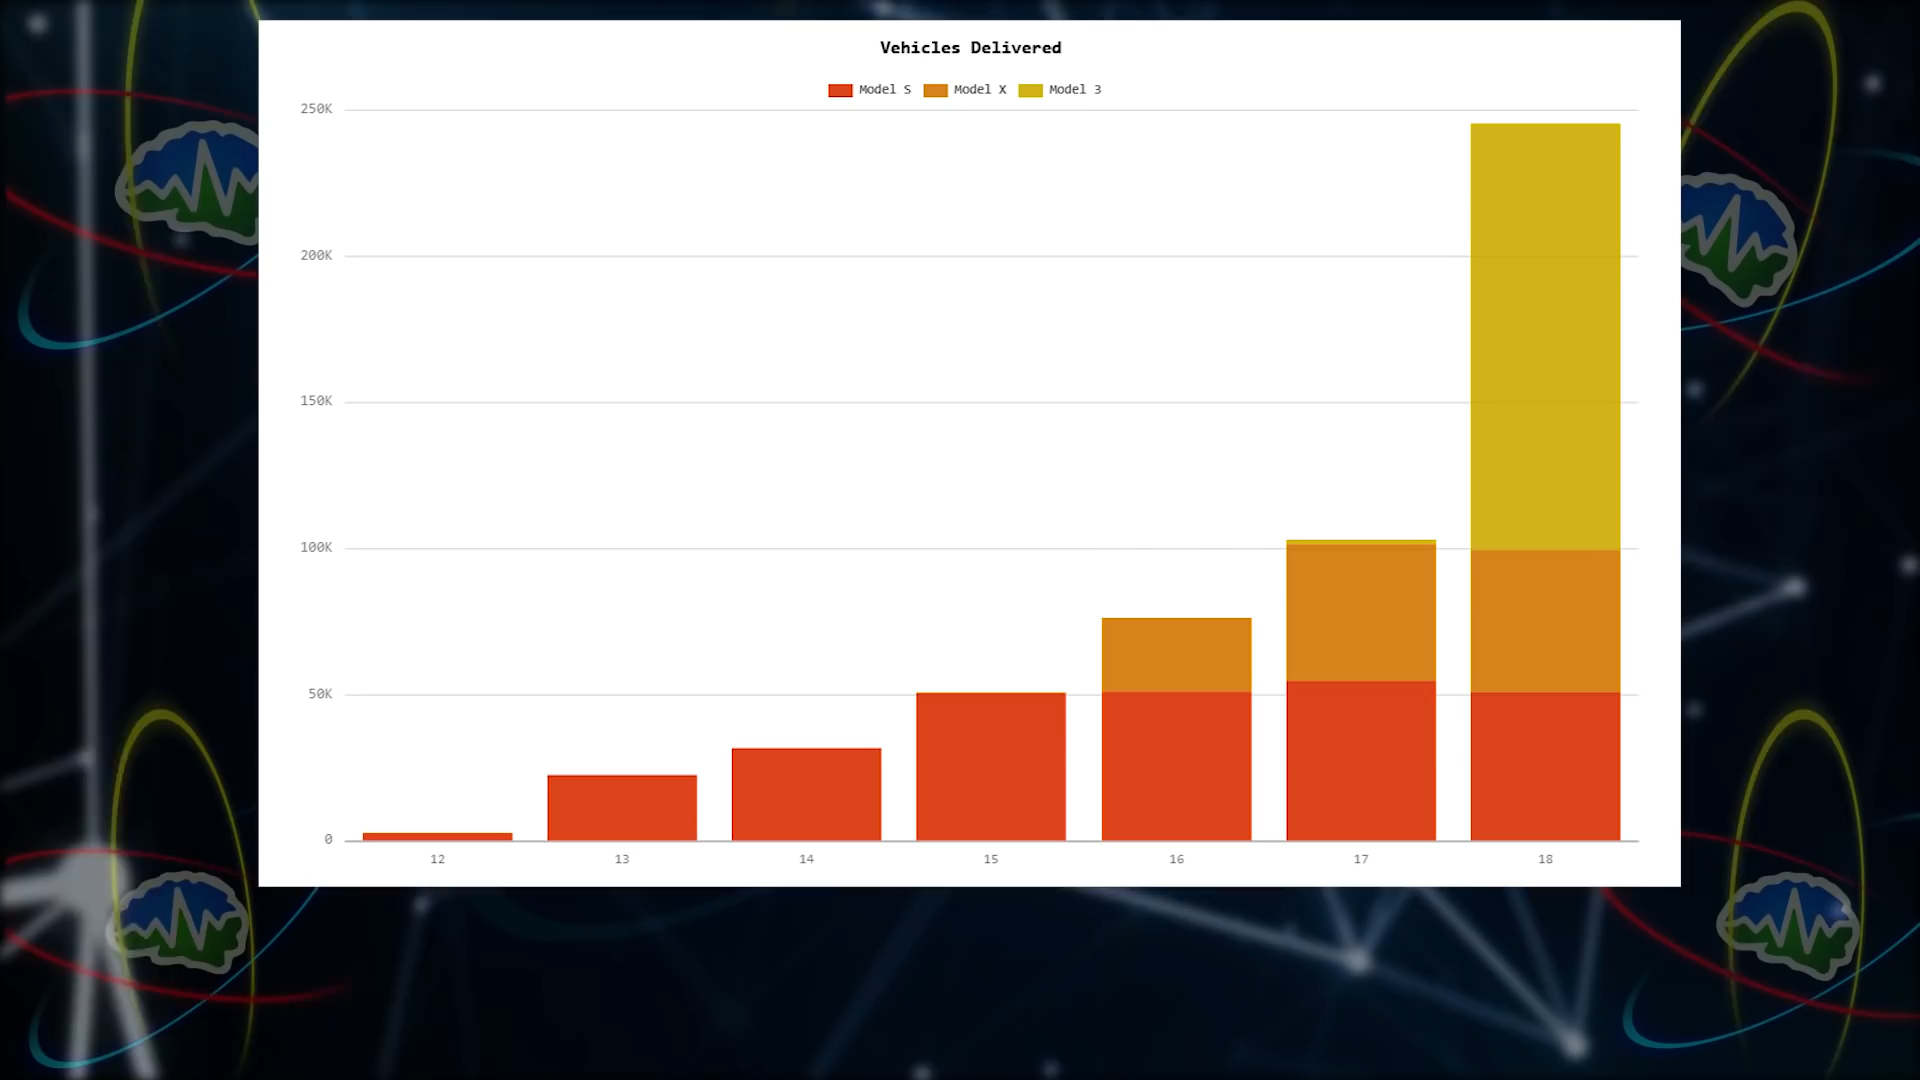 Vehicles Delivered
Model S Model X Model 3
250K
200K
150K
100K
50K
0
12 13 14 15 16 17 18